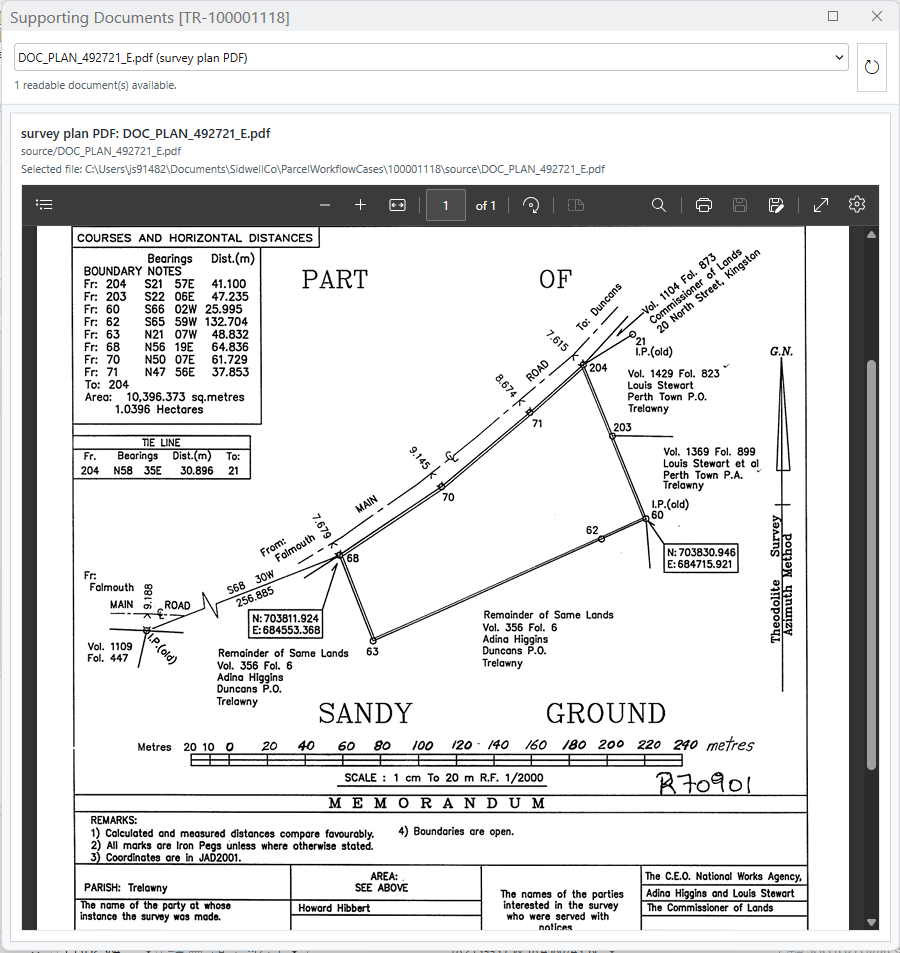 Supporting Documents [TR-100001118]
DOC_PLAN_492721_E.pdf (survey plan PDF)
1 readable document(s) available.
survey plan PDF: DOC_PLAN_492721_E.pdf
source/DOC_PLAN_492721_E.pdf
Selected file: C:\Users\js91482\Documents\SidwellCo\ParcelWorkflowCases\100001118\source\DOC_PLAN_492721_E.pdf
1 of 1
COURSES AND HORIZONTAL DISTANCES
Bearings Dist.(m)
BOUNDARY NOTES
Fr: 204 S21 57E 41.100
Fr: 203 S22 06E 47.235
Fr: 60 S66 02W 25.995
Fr: 62 S65 59W 132.704
Fr: 63 N21 07W 48.832
Fr: 68 N56 19E 64.836
Fr: 70 N50 07E 61.729
Fr: 71 N47 56E 37.853
To: 204
Area: 10,396.373 sq.metres
1.0396 Hectares
TIE LINE
Fr. Bearings Dist.(m) To:
204 N58 35E 30.896 21
PART OF
To: Duncans
Vol. 1104 Fol. 873
Commissioner of Lands
20 North Street, Kingston
21
I.P.(old)
G.N.
7.615
204
ROAD
8.674
71
Vol. 1429 Fol. 823
Louis Stewart
Perth Town P.O.
Trelawny
203
Vol. 1369 Fol. 899
Louis Stewart et al
Perth Town P.A.
Trelawny
9.145
70
MAIN
I.P.(old)
60
62
7.679
From:
Falmouth
68
N: 703830.946
E: 684715.921
Theodolite Survey
Azimuth Method
Fr:
Falmouth
MAIN ROAD
9.188
S68 30W
256.885
N: 703811.924
E: 684553.368
I.P.(old)
Vol. 1109
Fol. 447
63
Remainder of Same Lands
Vol. 356 Fol. 6
Adina Higgins
Duncans P.O.
Trelawny
Remainder of Same Lands
Vol. 356 Fol. 6
Adina Higgins
Duncans P.O.
Trelawny
SANDY GROUND
Metres 20 10 0 20 40 60 80 100 120 140 160 180 200 220 240 metres
SCALE : 1 cm To 20 m R.F. 1/2000
R70901
MEMORANDUM
REMARKS:
1) Calculated and measured distances compare favourably.
2) All marks are Iron Pegs unless where otherwise stated.
3) Coordinates are in JAD2001.
4) Boundaries are open.
PARISH: Trelawny
AREA:
SEE ABOVE
The name of the party at whose
instance the survey was made.
Howard Hibbert
The names of the parties
interested in the survey
who were served with
notices
The C.E.O. National Works Agency,
Adina Higgins and Louis Stewart
The Commissioner of Lands